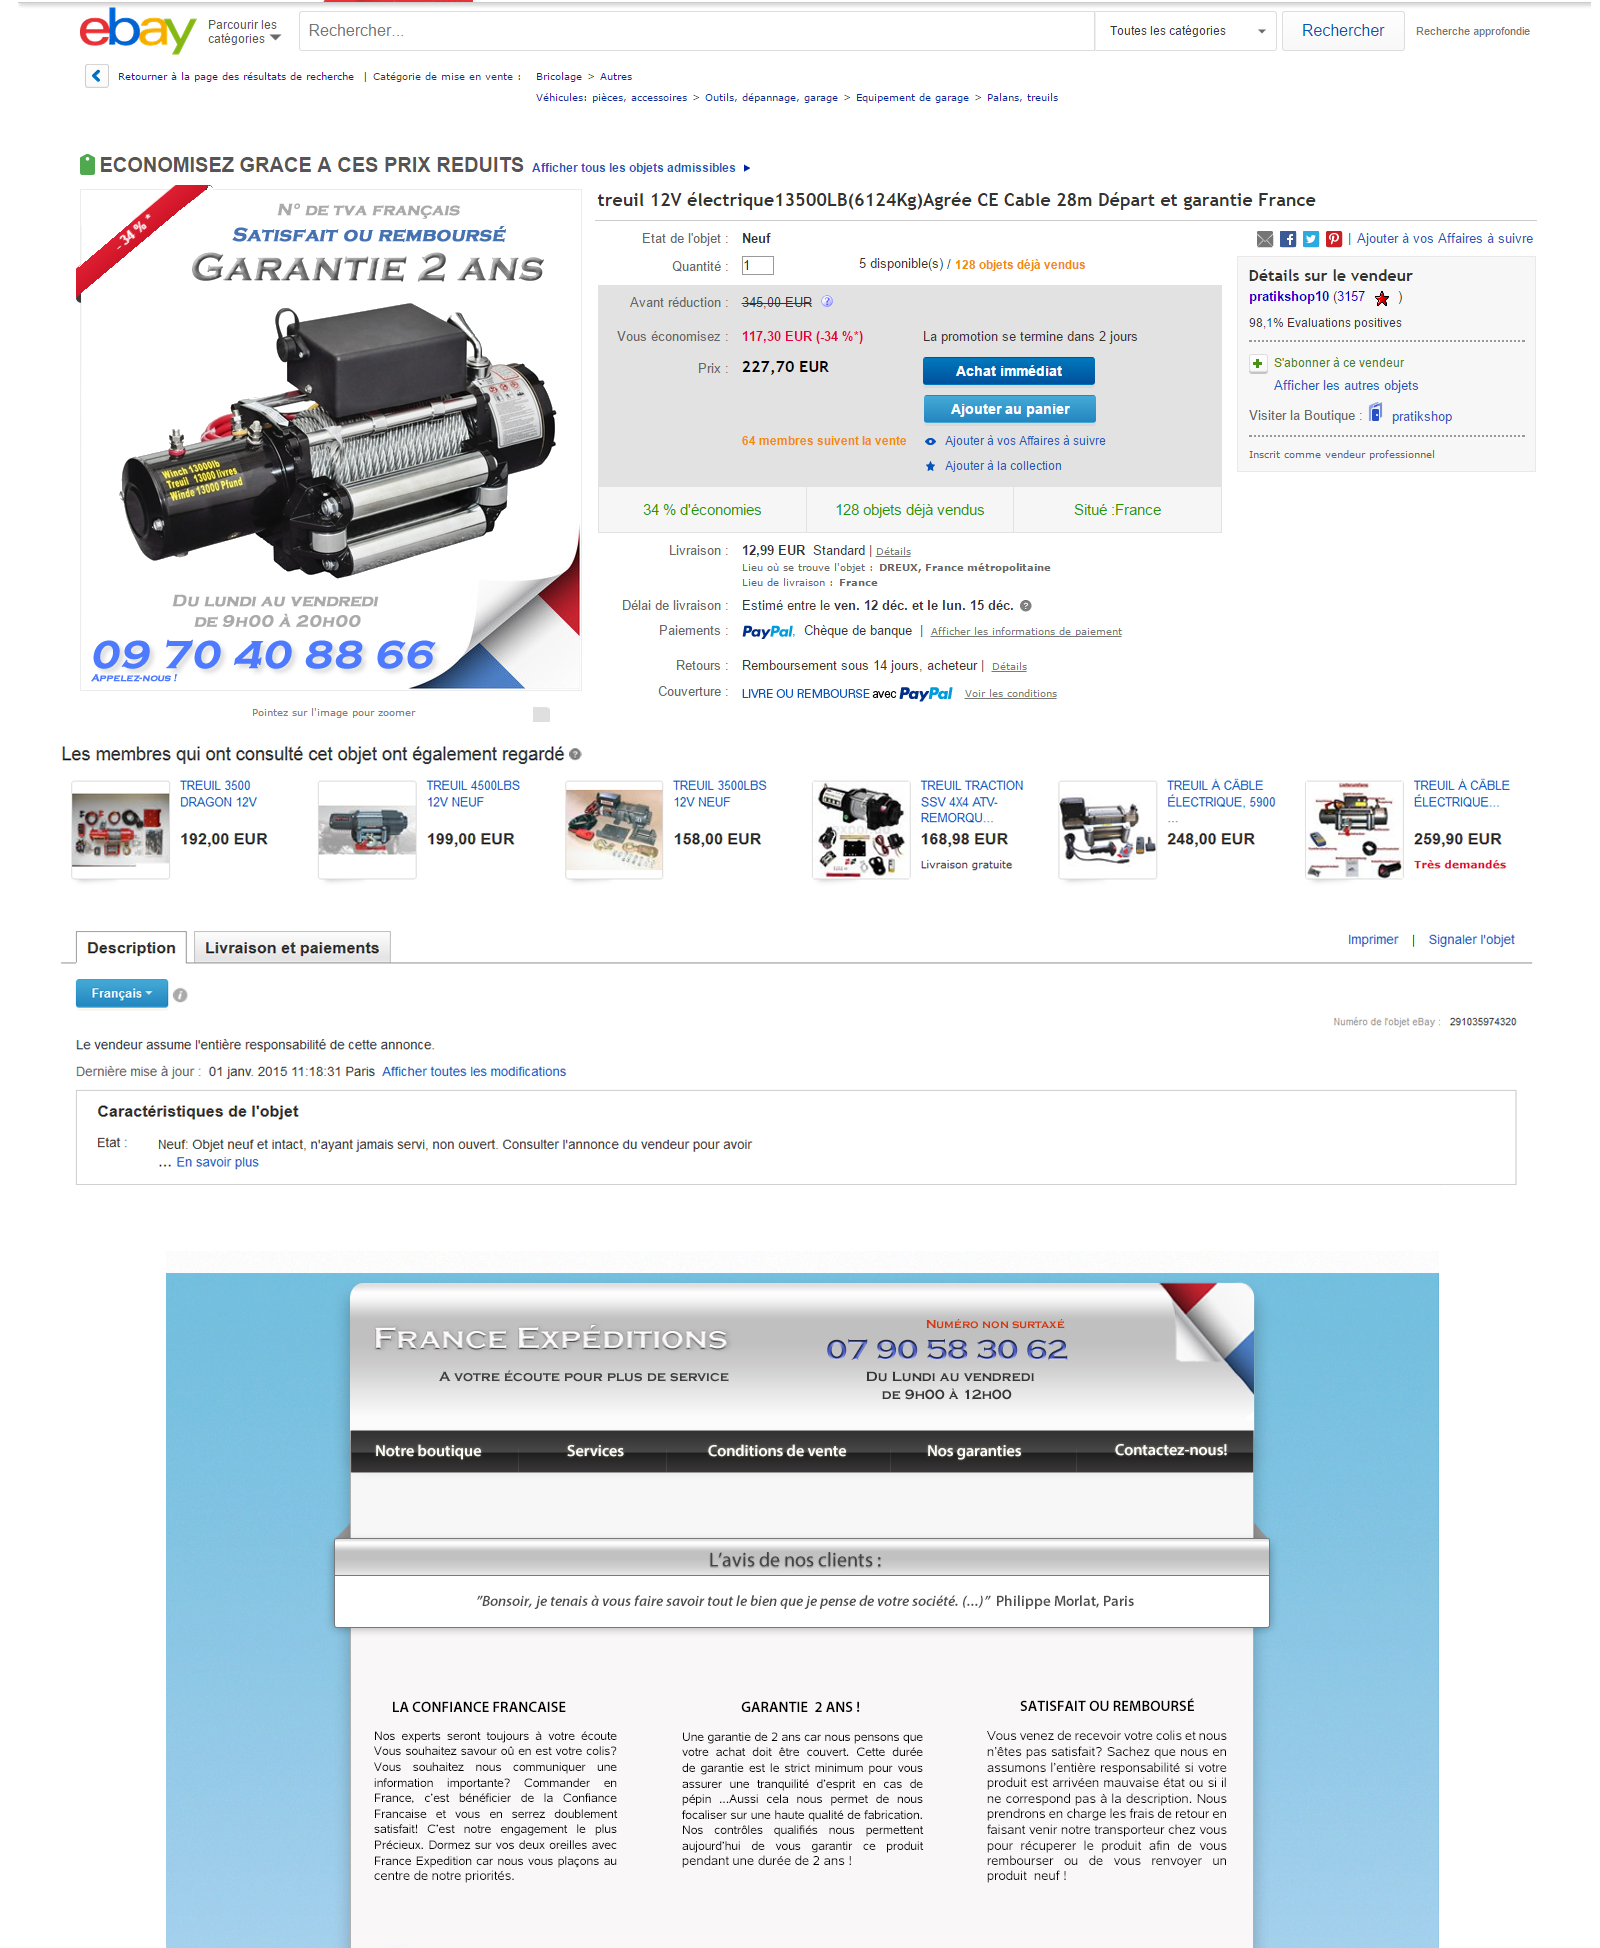 ebay
Parcourir les
catégories
Rechercher...
Toutes les catégories
Rechercher
Recherche approfondie
Retourner à la page des résultats de recherche | Catégorie de mise en vente : Bricolage > Autres
Véhicules: pièces, accessoires > Outils, dépannage, garage > Equipement de garage > Palans, treuils
ECONOMISEZ GRACE A CES PRIX REDUITS Afficher tous les objets admissibles
- 34 % *
N° DE TVA FRANÇAIS
SATISFAIT OU REMBOURSÉ
GARANTIE 2 ANS
Winch 13000lb
Treuil 13000 livres
Winde 13000 Pfund
DU LUNDI AU VENDREDI
DE 9H00 À 20H00
09 70 40 88 66
APPELEZ-NOUS !
Pointez sur l'image pour zoomer
treuil 12V électrique13500LB(6124Kg)Agrée CE Cable 28m Départ et garantie France
Etat de l'objet : Neuf
Quantité : 1 5 disponible(s) / 128 objets déjà vendus
Avant réduction : 345,00 EUR
Vous économisez : 117,30 EUR (-34 %*) La promotion se termine dans 2 jours
Prix : 227,70 EUR
Achat immédiat
Ajouter au panier
64 membres suivent la vente Ajouter à vos Affaires à suivre
Ajouter à la collection
34 % d'économies 128 objets déjà vendus Situé :France
Livraison : 12,99 EUR Standard | Détails
Lieu où se trouve l'objet : DREUX, France métropolitaine
Lieu de livraison : France
Délai de livraison : Estimé entre le ven. 12 déc. et le lun. 15 déc.
Paiements : PayPal, Chèque de banque | Afficher les informations de paiement
Retours : Remboursement sous 14 jours, acheteur | Détails
Couverture : LIVRE OU REMBOURSE avec PayPal Voir les conditions
| Ajouter à vos Affaires à suivre
Détails sur le vendeur
pratikshop10 (3157 )
98,1% Evaluations positives
S'abonner á ce vendeur
Afficher les autres objets
Visiter la Boutique : pratikshop
Inscrit comme vendeur professionnel
Les membres qui ont consulté cet objet ont également regardé
TREUIL 3500
DRAGON 12V
192,00 EUR
TREUIL 4500LBS
12V NEUF
199,00 EUR
TREUIL 3500LBS
12V NEUF
158,00 EUR
TREUIL TRACTION
SSV 4X4 ATV-
REMORQU...
168,98 EUR
Livraison gratuite
TREUIL À CÂBLE
ÉLECTRIQUE, 5900
...
248,00 EUR
TREUIL À CÂBLE
ÉLECTRIQUE...
259,90 EUR
Très demandés
Description Livraison et paiements
Imprimer | Signaler l'objet
Français
Numéro de l'objet eBay : 291035974320
Le vendeur assume l'entière responsabilité de cette annonce.
Dernière mise à jour : 01 janv. 2015 11:18:31 Paris Afficher toutes les modifications
Caractéristiques de l'objet
Etat : Neuf: Objet neuf et intact, n'ayant jamais servi, non ouvert. Consulter l'annonce du vendeur pour avoir
... En savoir plus
FRANCE EXPÉDITIONS
A VOTRE ÉCOUTE POUR PLUS DE SERVICE
NUMÉRO NON SURTAXÉ
07 90 58 30 62
DU LUNDI AU VENDREDI
DE 9H00 À 12H00
Notre boutique Services Conditions de vente Nos garanties Contactez-nous!
L'avis de nos clients :
"Bonsoir, je tenais à vous faire savoir tout le bien que je pense de votre société. (...)" Philippe Morlat, Paris
LA CONFIANCE FRANCAISE
Nos experts seront toujours à votre écoute
Vous souhaitez savour oû en est votre colis?
Vous souhaitez nous communiquer une
information importante? Commander en
France, c'est bénéficier de la Confiance
Francaise et vous en serrez doublement
satisfait! C'est notre engagement le plus
Précieux. Dormez sur vos deux oreilles avec
France Expedition car nous vous plaçons au
centre de notre priorités.
GARANTIE 2 ANS !
Une garantie de 2 ans car nous pensons que
votre achat doit être couvert. Cette durée
de garantie est le strict minimum pour vous
assurer une tranquilité d'esprit en cas de
pépin ...Aussi cela nous permet de nous
focaliser sur une haute qualité de fabrication.
Nos contrôles qualifiés nous permettent
aujourd'hui de vous garantir ce produit
pendant une durée de 2 ans !
SATISFAIT OU REMBOURSÉ
Vous venez de recevoir votre colis et nous
n'êtes pas satisfait? Sachez que nous en
assumons l'entière responsabilité si votre
produit est arrivéen mauvaise état ou si il
ne correspond pas à la description. Nous
prendrons en charge les frais de retour en
faisant venir notre transporteur chez vous
pour récuperer le produit afin de vous
rembourser ou de vous renvoyer un
produit neuf !